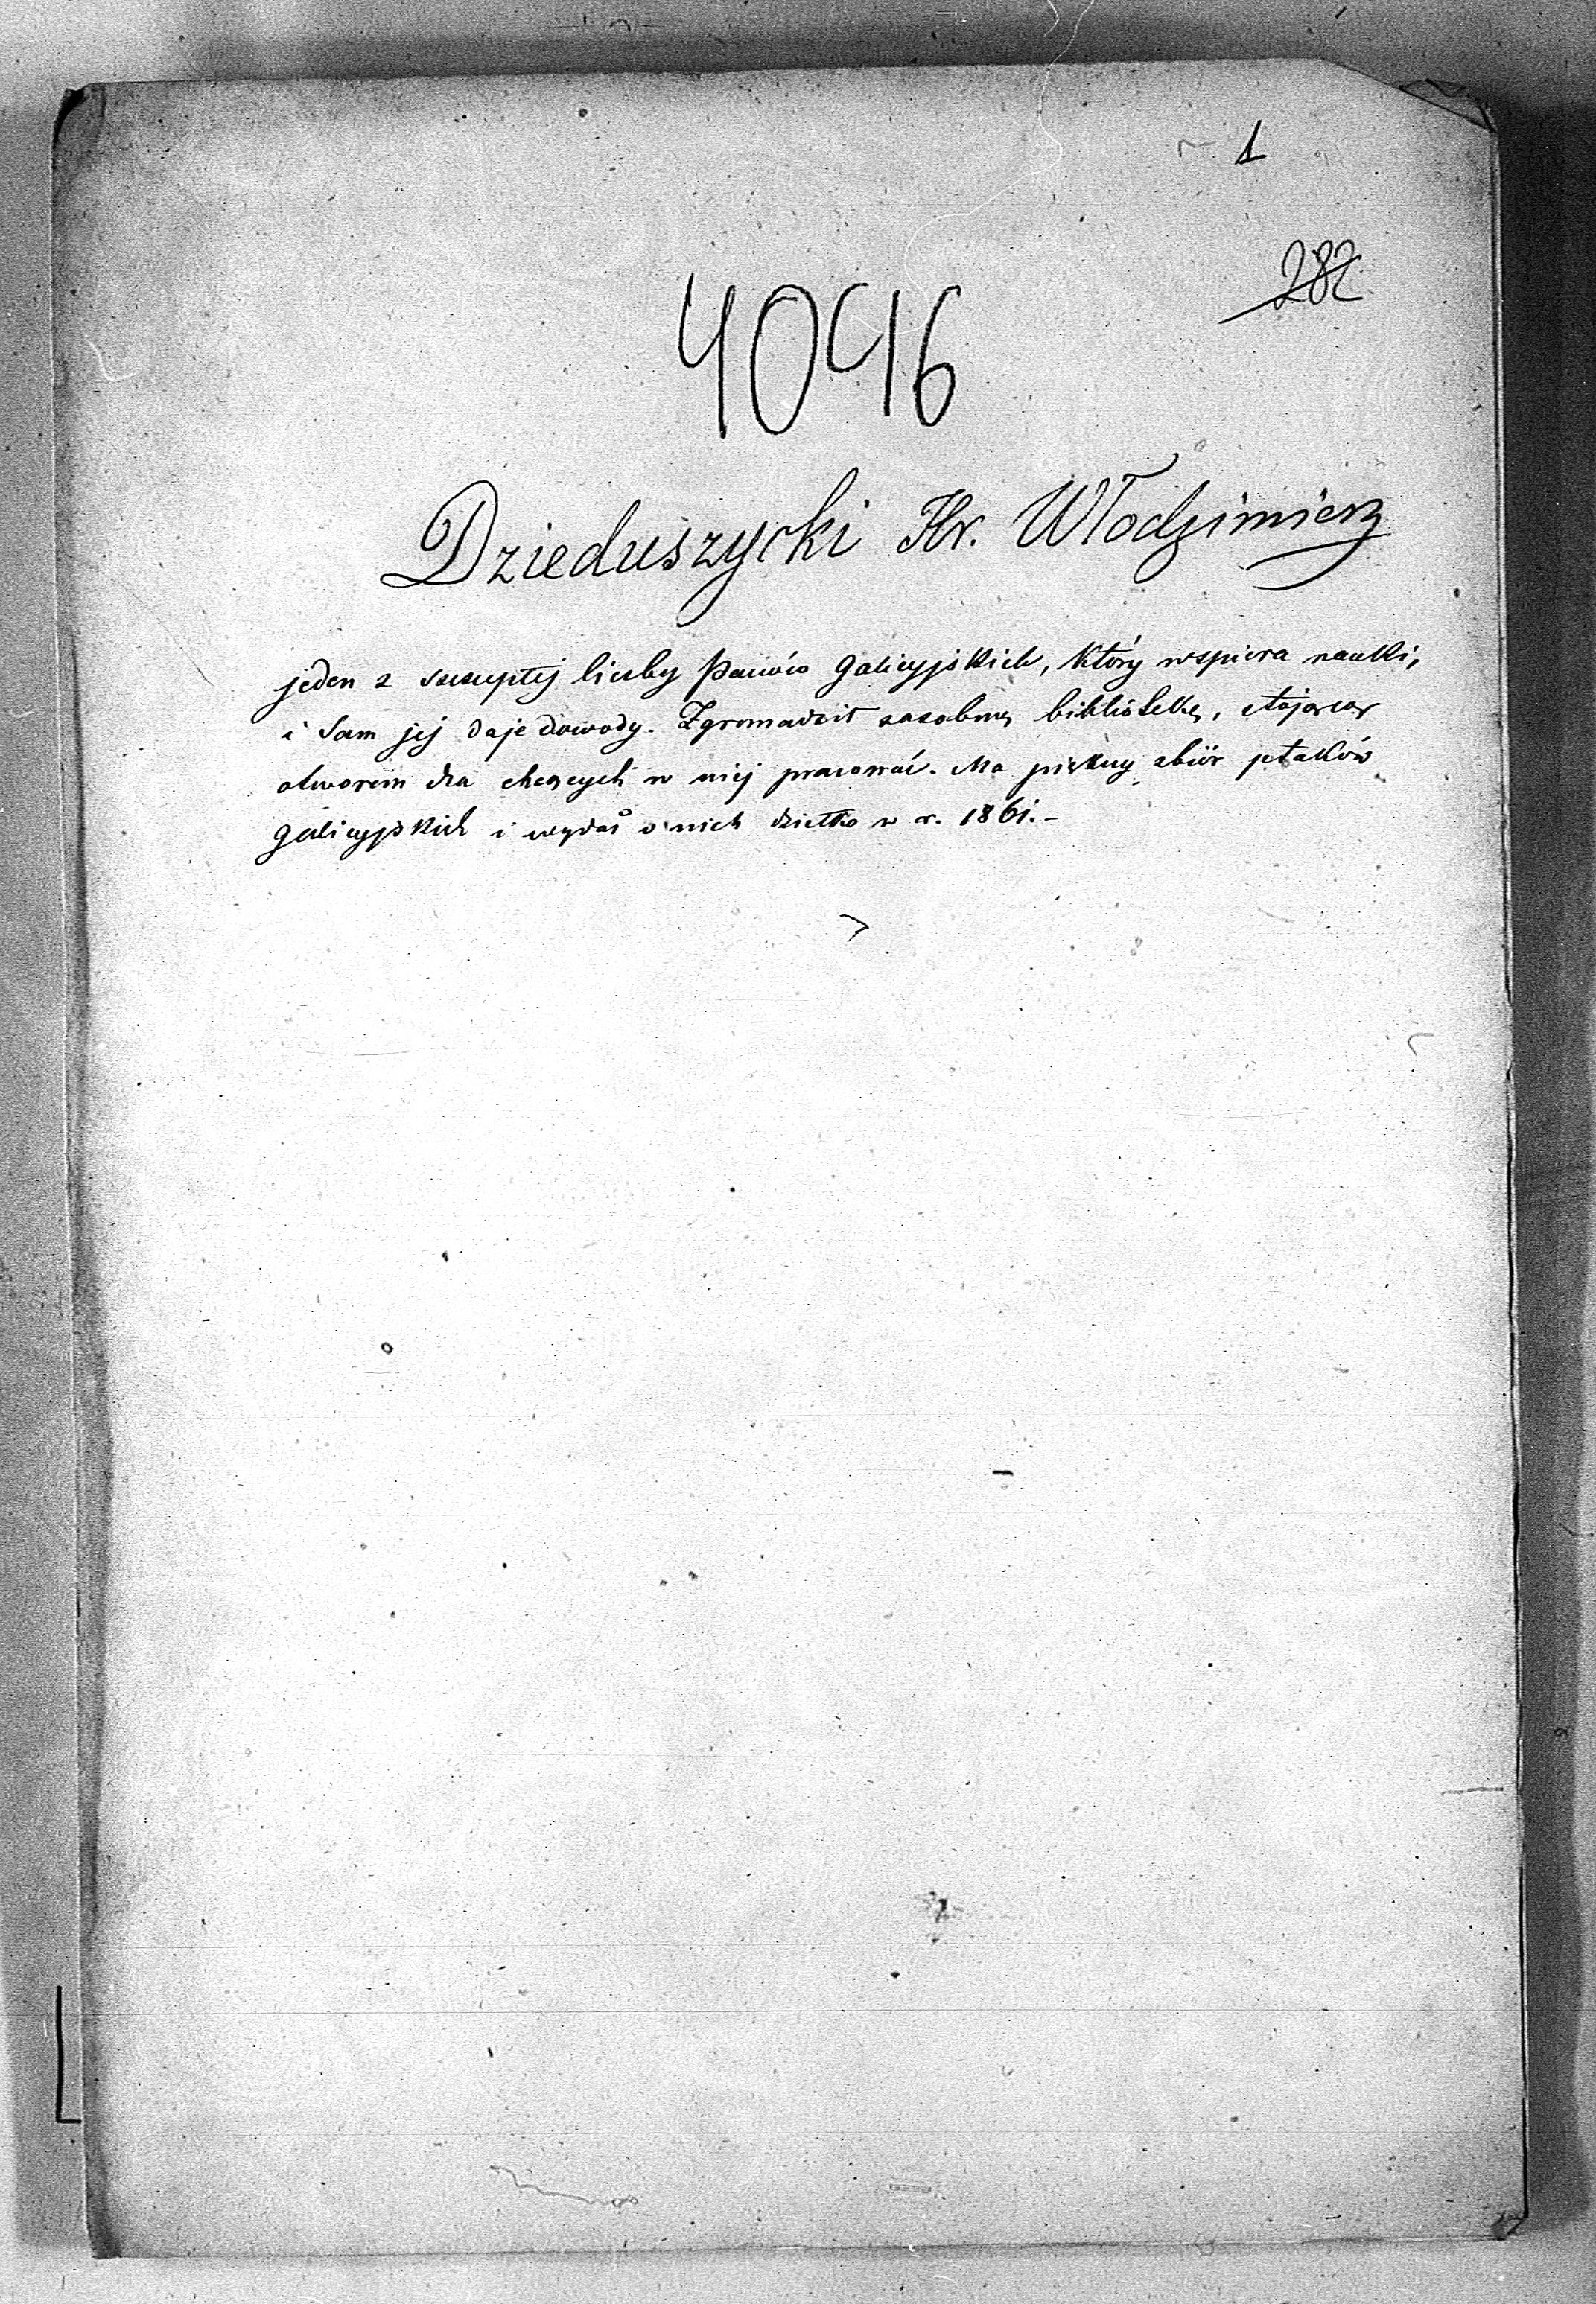 1
282
4046
Dzieduszycki Hr. Włodzimierz
jeden z szczupłej liczby Panów galicyjskich, który wspiera nauki,
i sam jej daje dowody. Zgromadził zasobną bibliotekę, stojącą
otworem dla chcących w niej pracować. Ma piękny zbiór ptaków
galicyjskich i wydał o nich dziełko w r. 1861.-